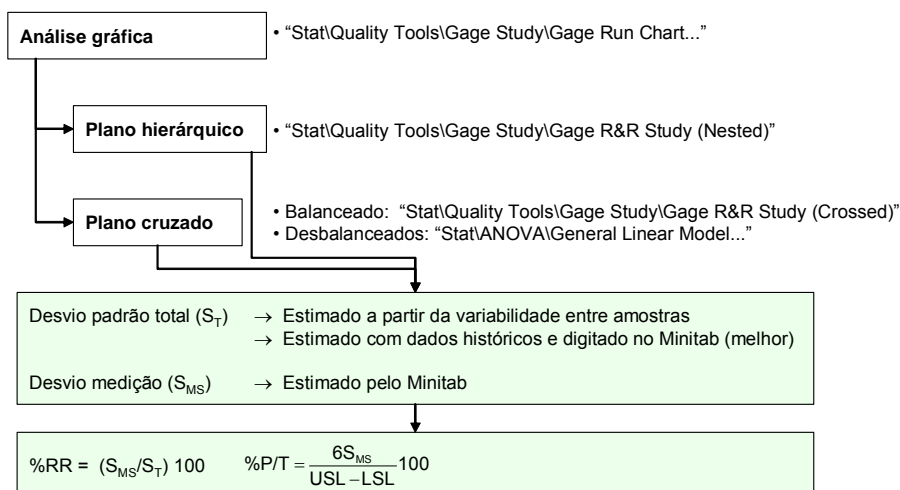 Análise gráfica
• “Stat\Quality Tools\Gage Study\Gage Run Chart...”
Plano hierárquico
• “Stat\Quality Tools\Gage Study\Gage R&R Study (Nested)”
Plano cruzado
• Balanceado: “Stat\Quality Tools\Gage Study\Gage R&R Study (Crossed)”
• Desbalanceados: “Stat\ANOVA\General Linear Model...”
Desvio padrão total (S_T) → Estimado a partir da variabilidade entre amostras
→ Estimado com dados históricos e digitado no Minitab (melhor)
Desvio medição (S_MS) → Estimado pelo Minitab
%RR = (S_MS/S_T) 100 %P/T = 6S_MS / USL − LSL 100